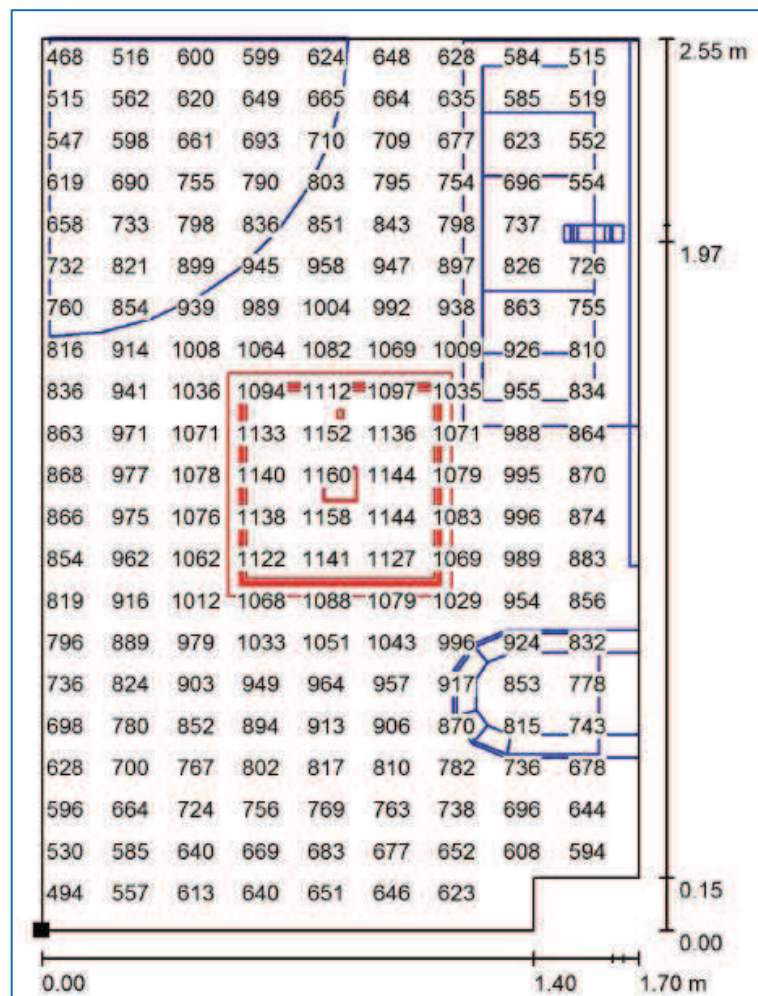 468 516 600 599 624 648 628 584 515 2.55 m
515 562 620 649 665 664 635 585 519
547 598 661 693 710 709 677 623 552
619 690 755 790 803 795 754 696 554
658 733 798 836 851 843 798 737
1.97
732 821 899 945 958 947 897 826 726
760 854 939 989 1004 992 938 863 755
816 914 1008 1064 1082 1069 1009 926 810
836 941 1036 1094 1112 1097 1035 955 834
863 971 1071 1133 1152 1136 1071 988 864
868 977 1078 1140 1160 1144 1079 995 870
866 975 1076 1138 1158 1144 1083 996 874
854 962 1062 1122 1141 1127 1069 989 883
819 916 1012 1068 1088 1079 1029 954 856
796 889 979 1033 1051 1043 996 924 832
736 824 903 949 964 957 917 853 778
698 780 852 894 913 906 870 815 743
628 700 767 802 817 810 782 736 678
596 664 724 756 769 763 738 696 644
530 585 640 669 683 677 652 608 594
494 557 613 640 651 646 623 0.15
0.00
0.00 1.40 1.70 m